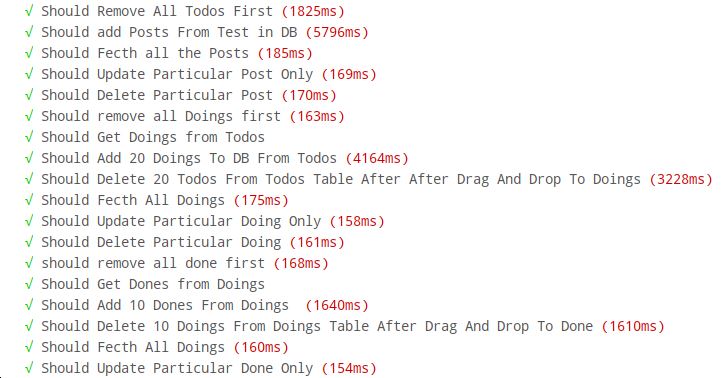 √ Should Remove All Todos First (1825ms)
√ Should add Posts From Test in DB (5796ms)
√ Should Fecth all the Posts (185ms)
√ Should Update Particular Post Only (169ms)
√ Should Delete Particular Post (170ms)
√ Should remove all Doings first (163ms)
√ Should Get Doings from Todos
√ Should Add 20 Doings To DB From Todos (4164ms)
√ Should Delete 20 Todos From Todos Table After After Drag And Drop To Doings (3228ms)
√ Should Fecth All Doings (175ms)
√ Should Update Particular Doing Only (158ms)
√ Should Delete Particular Doing (161ms)
√ should remove all done first (168ms)
√ Should Get Dones from Doings
√ Should Add 10 Dones From Doings  (1640ms)
√ Should Delete 10 Doings From Doings Table After Drag And Drop To Done (1610ms)
√ Should Fecth All Doings (160ms)
√ Should Update Particular Done Only (154ms)